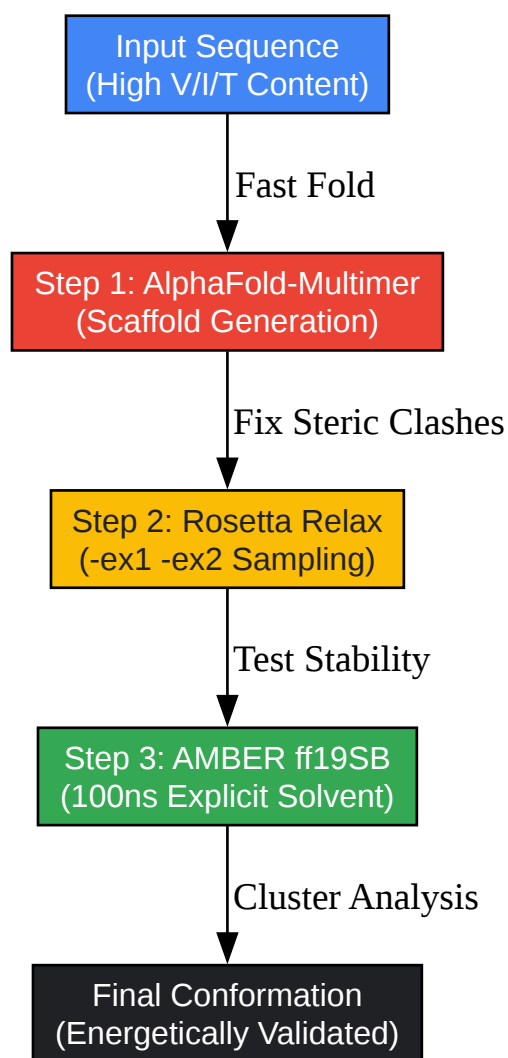 Input Sequence
(High V/I/T Content)
Fast Fold
Step 1: AlphaFold-Multimer
(Scaffold Generation)
Fix Steric Clashes
Step 2: Rosetta Relax
(-ex1 -ex2 Sampling)
Test Stability
Step 3: AMBER ff19SB
(100ns Explicit Solvent)
Cluster Analysis
Final Conformation
(Energetically Validated)